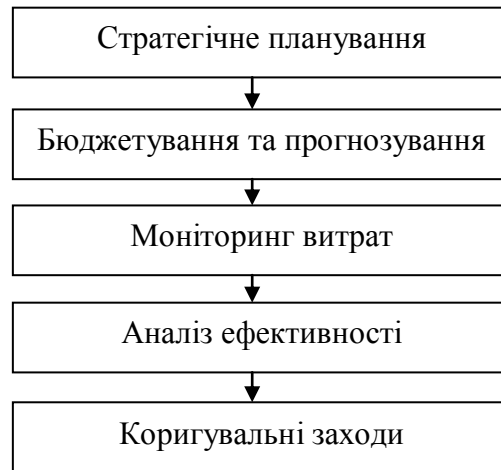 Стратегічне планування
Бюджетування та прогнозування
Моніторинг витрат
Аналіз ефективності
Коригувальні заходи